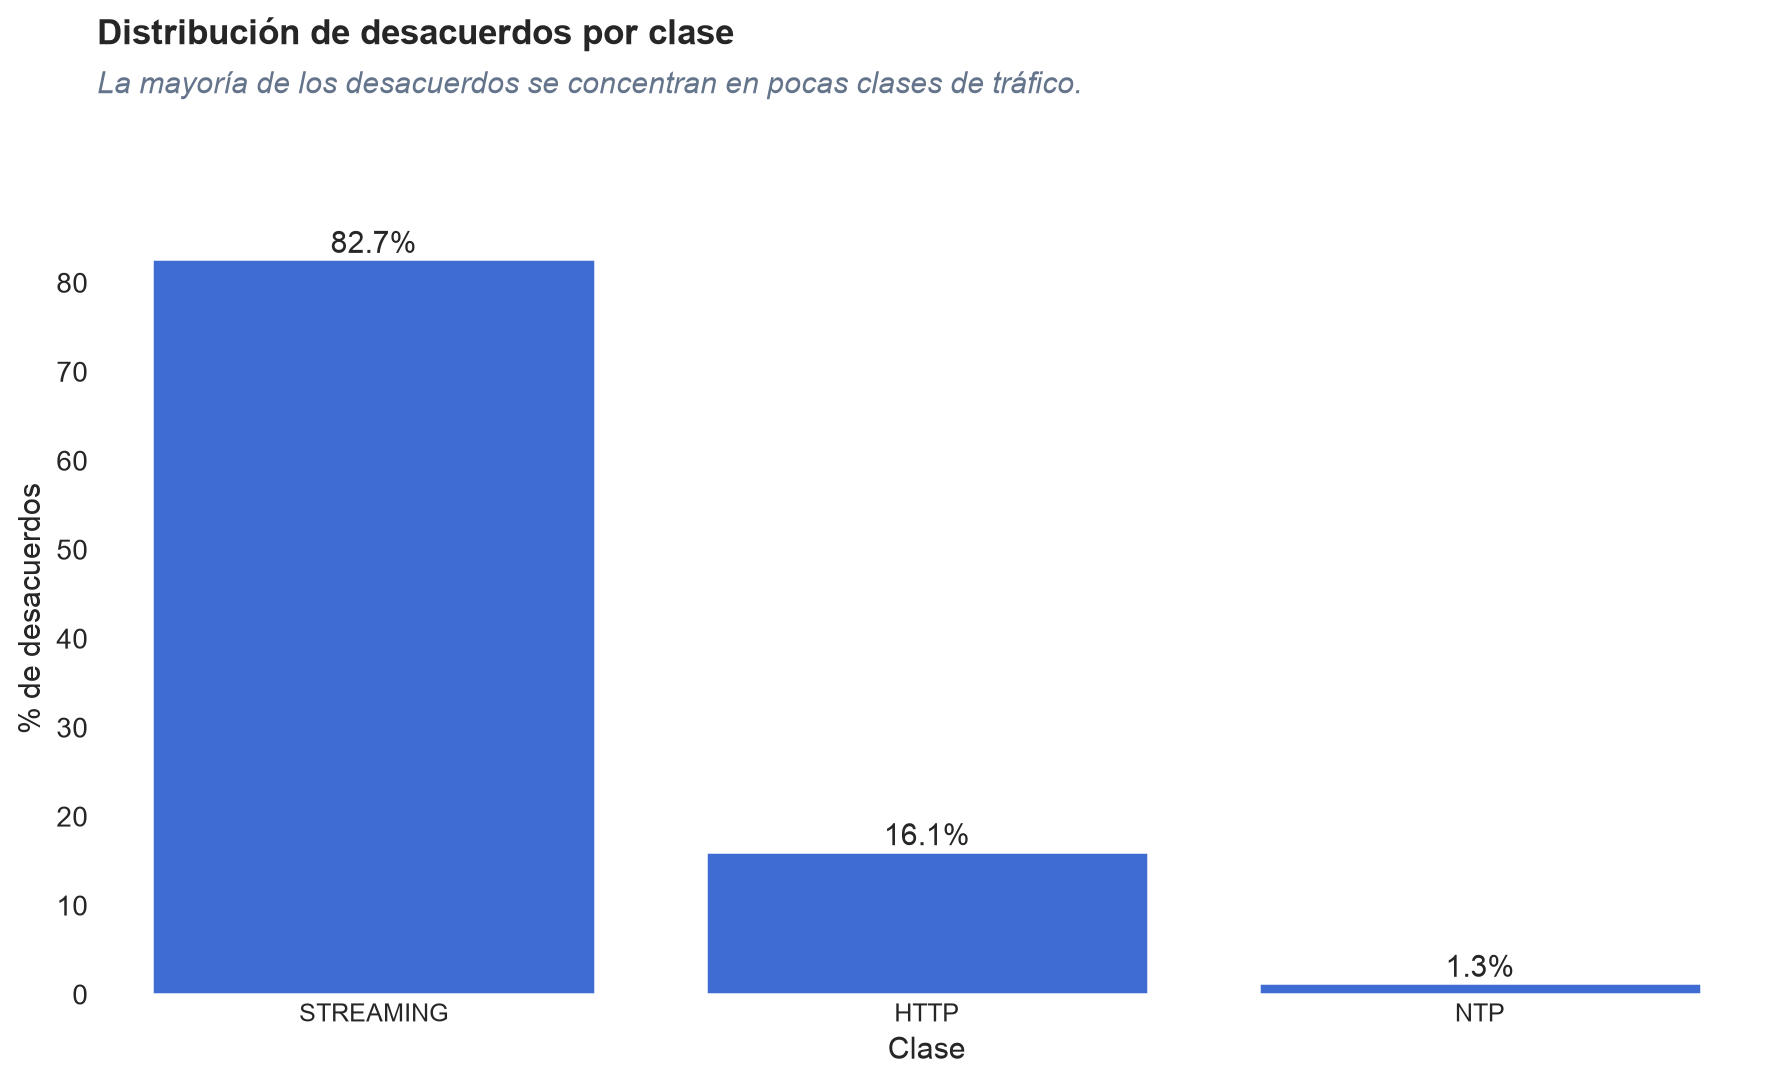 Distribución de desacuerdos por clase
La mayoría de los desacuerdos se concentran en pocas clases de tráfico.
82.7%
80
70
60
50
40
30
20
10
0
% de desacuerdos
16.1%
1.3%
STREAMING
HTTP
NTP
Clase